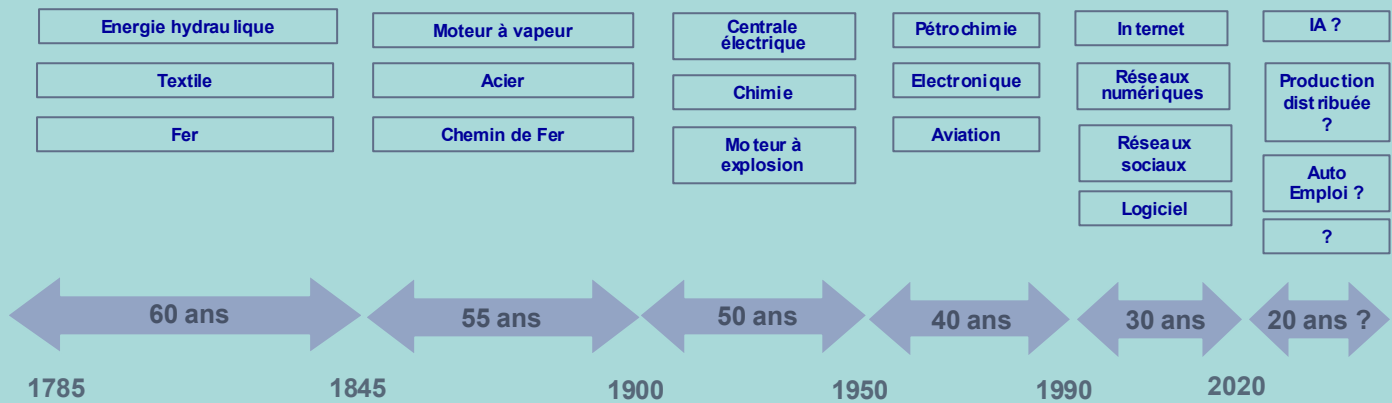 Energie hydraulique
Textile
Fer
Moteur à vapeur
Acier
Chemin de Fer
Centrale
électrique
Chimie
Moteur à
explosion
Pétrochimie
Electronique
Aviation
Internet
Réseaux
numériques
Réseaux
sociaux
Logiciel
IA ?
Production
distribuée
?
Auto
Emploi ?
?
60 ans
55 ans
50 ans
40 ans
30 ans
20 ans ?
1785
1845
1900
1950
1990
2020